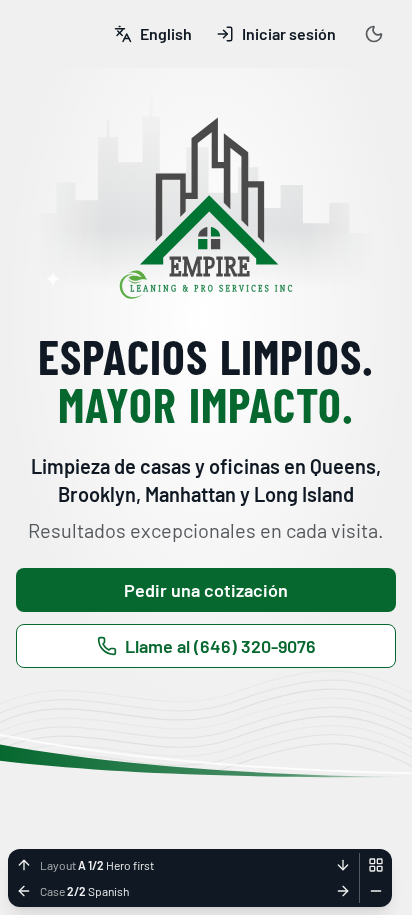 English
Iniciar sesión
EMPIRE
LEANING & PRO SERVICES INC
ESPACIOS LIMPIOS.
MAYOR IMPACTO.
Limpieza de casas y oficinas en Queens,
Brooklyn, Manhattan y Long Island
Resultados excepcionales en cada visita.
Pedir una cotización
Llame al (646) 320-9076
Layout A 1/2 Hero first
Case 2/2 Spanish